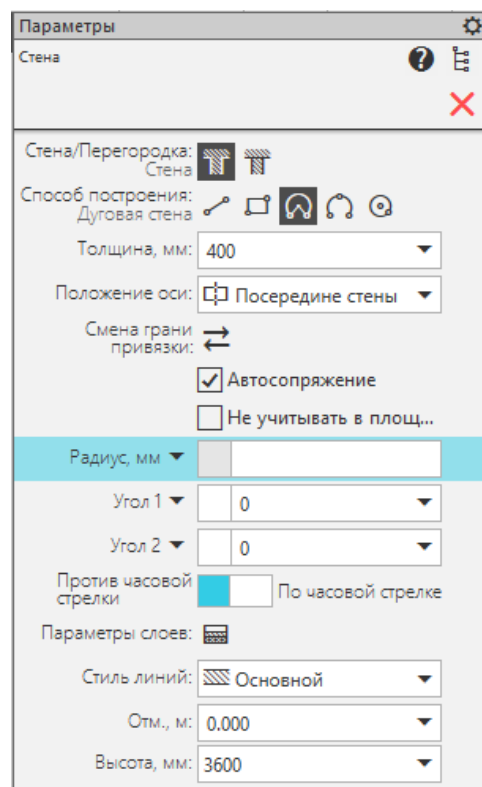 Параметры
Стена
Стена/Перегородка:
Стена
Способ построения:
Дуговая стена
Толщина, мм: 400
Положение оси: Посередине стены
Смена грани
привязки:
Автосопряжение
Не учитывать в площ...
Радиус, мм
Угол 1 0
Угол 2 0
Против часовой
стрелки По часовой стрелке
Параметры слоев:
Стиль линий: Основной
Отм., м: 0.000
Высота, мм: 3600